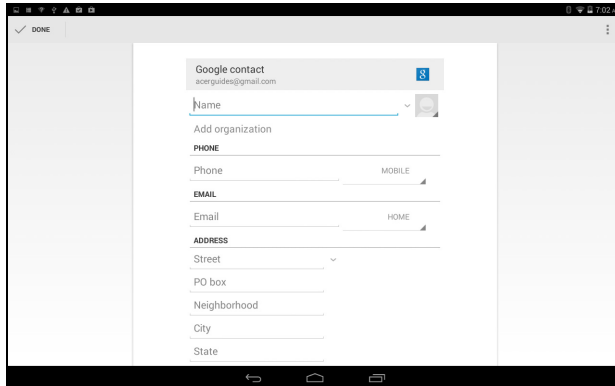 7:02
DONE
Google contact
acerguides@gmail.com
8
Name
Add organization
PHONE
Phone
MOBILE
EMAIL
Email
HOME
ADDRESS
Street
PO box
Neighborhood
City
State